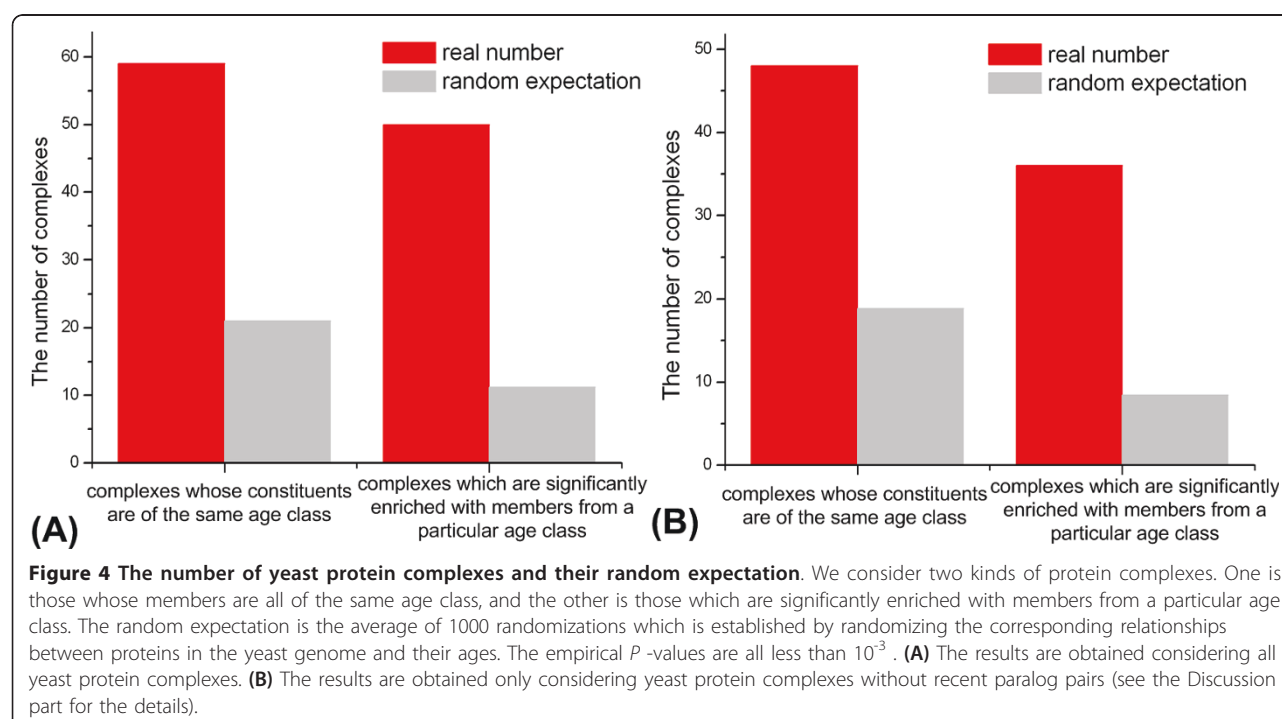 60
50
40
30
20
10
0
The number of complexes
real number
random expectation
complexes whose constituents
are of the same age class
complexes which are significantly
enriched with members from a
particular age class
(A)
50
40
30
20
10
0
The number of complexes
real number
random expectation
complexes whose constituents
are of the same age class
complexes which are significantly
enriched with members from a
particular age class
(B)
Figure 4 The number of yeast protein complexes and their random expectation. We consider two kinds of protein complexes. One is
those whose members are all of the same age class, and the other is those which are significantly enriched with members from a particular age
class. The random expectation is the average of 1000 randomizations which is established by randomizing the corresponding relationships
between proteins in the yeast genome and their ages. The empirical P -values are all less than 10⁻³ . (A) The results are obtained considering all
yeast protein complexes. (B) The results are obtained only considering yeast protein complexes without recent paralog pairs (see the Discussion
part for the details).